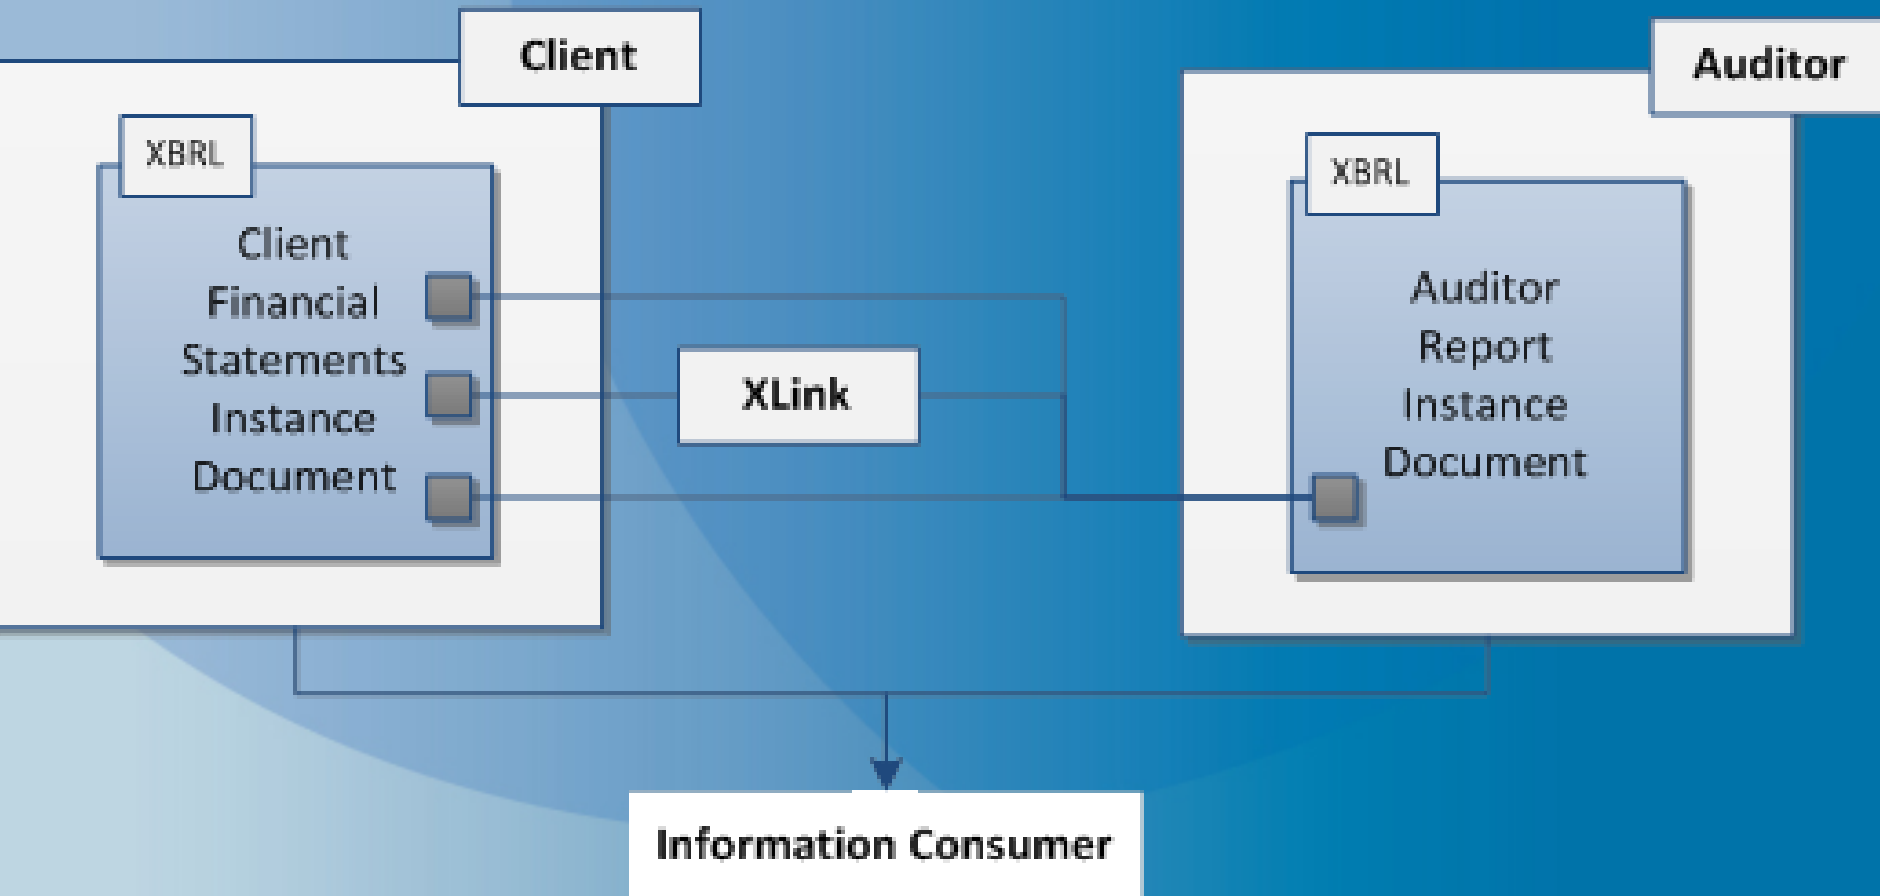 Client
Auditor
XBRL
Client
Financial
Statements
Instance
Document
XLink
XBRL
Auditor
Report
Instance
Document
Information Consumer